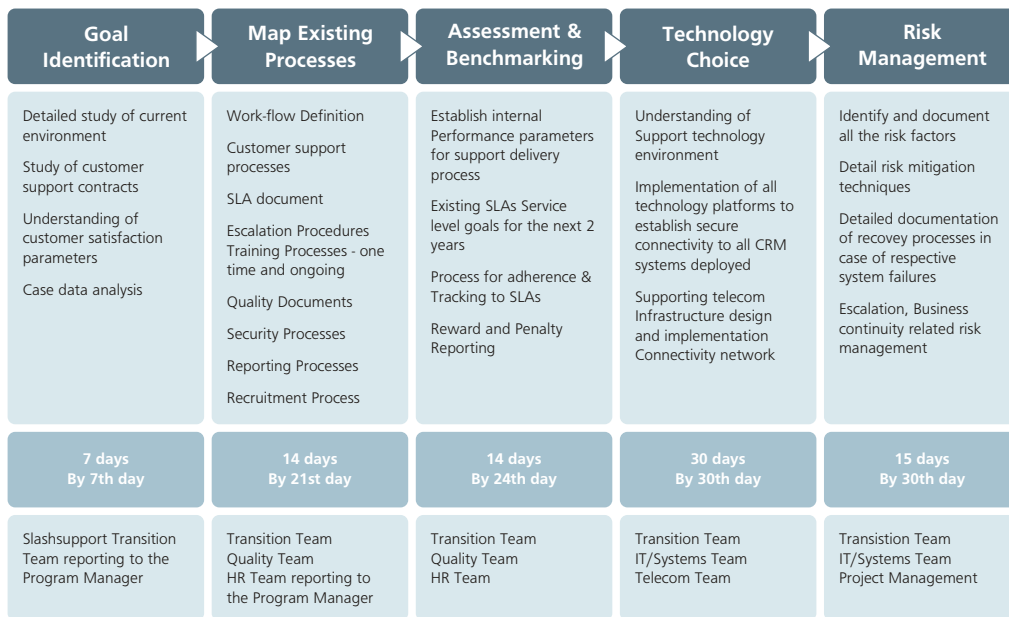 Goal
Identification
Map Existing
Processes
Assessment &
Benchmarking
Technology
Choice
Risk
Management
Detailed study of current
environment
Study of customer
support contracts
Understanding of
customer satisfaction
parameters
Case data analysis
Work-flow Definition
Customer support
processes
SLA document
Escalation Procedures
Training Processes - one
time and ongoing
Quality Documents
Security Processes
Reporting Processes
Recruitment Process
Establish internal
Performance parameters
for support delivery
process
Existing SLAs Service
level goals for the next 2
years
Process for adherence &
Tracking to SLAs
Reward and Penalty
Reporting
Understanding of
Support technology
environment
Implementation of all
technology platforms to
establish secure
connectivity to all CRM
systems deployed
Supporting telecom
Infrastructure design
and implementation
Connectivity network
Identify and document
all the risk factors
Detail risk mitigation
techniques
Detailed documentation
of recovey processes in
case of respective
system failures
Escalation, Business
continuity related risk
management
7 days
By 7th day
14 days
By 21st day
14 days
By 24th day
30 days
By 30th day
15 days
By 30th day
Slashsupport Transition
Team reporting to the
Program Manager
Transition Team
Quality Team
HR Team reporting to
the Program Manager
Transition Team
Quality Team
HR Team
Transition Team
IT/Systems Team
Telecom Team
Transistion Team
IT/Systems Team
Project Management